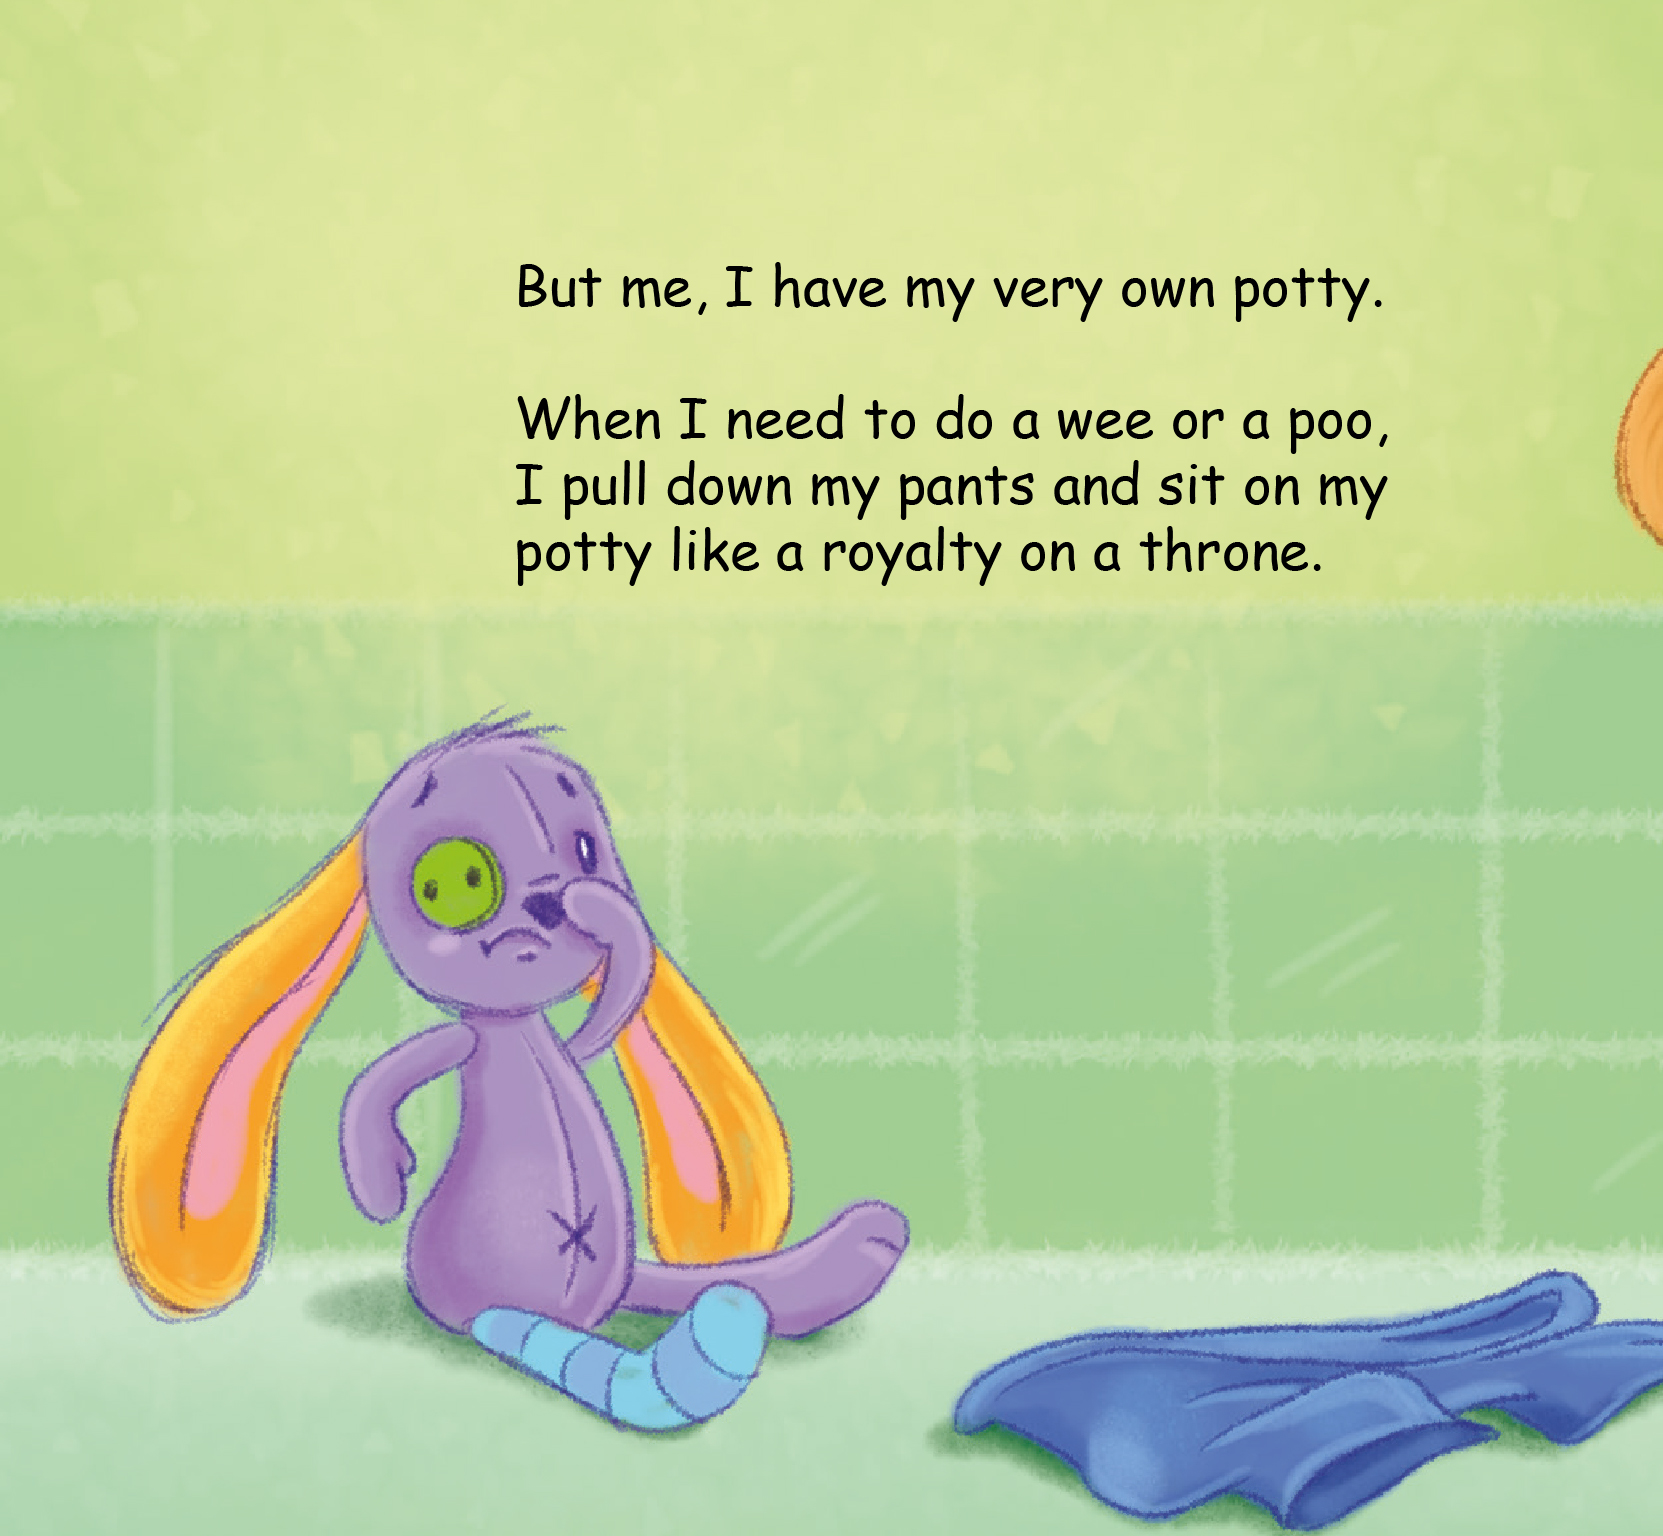 But me, I have my very own potty.
When I need to do a wee or a poo,
I pull down my pants and sit on my
potty like a royalty on a throne.